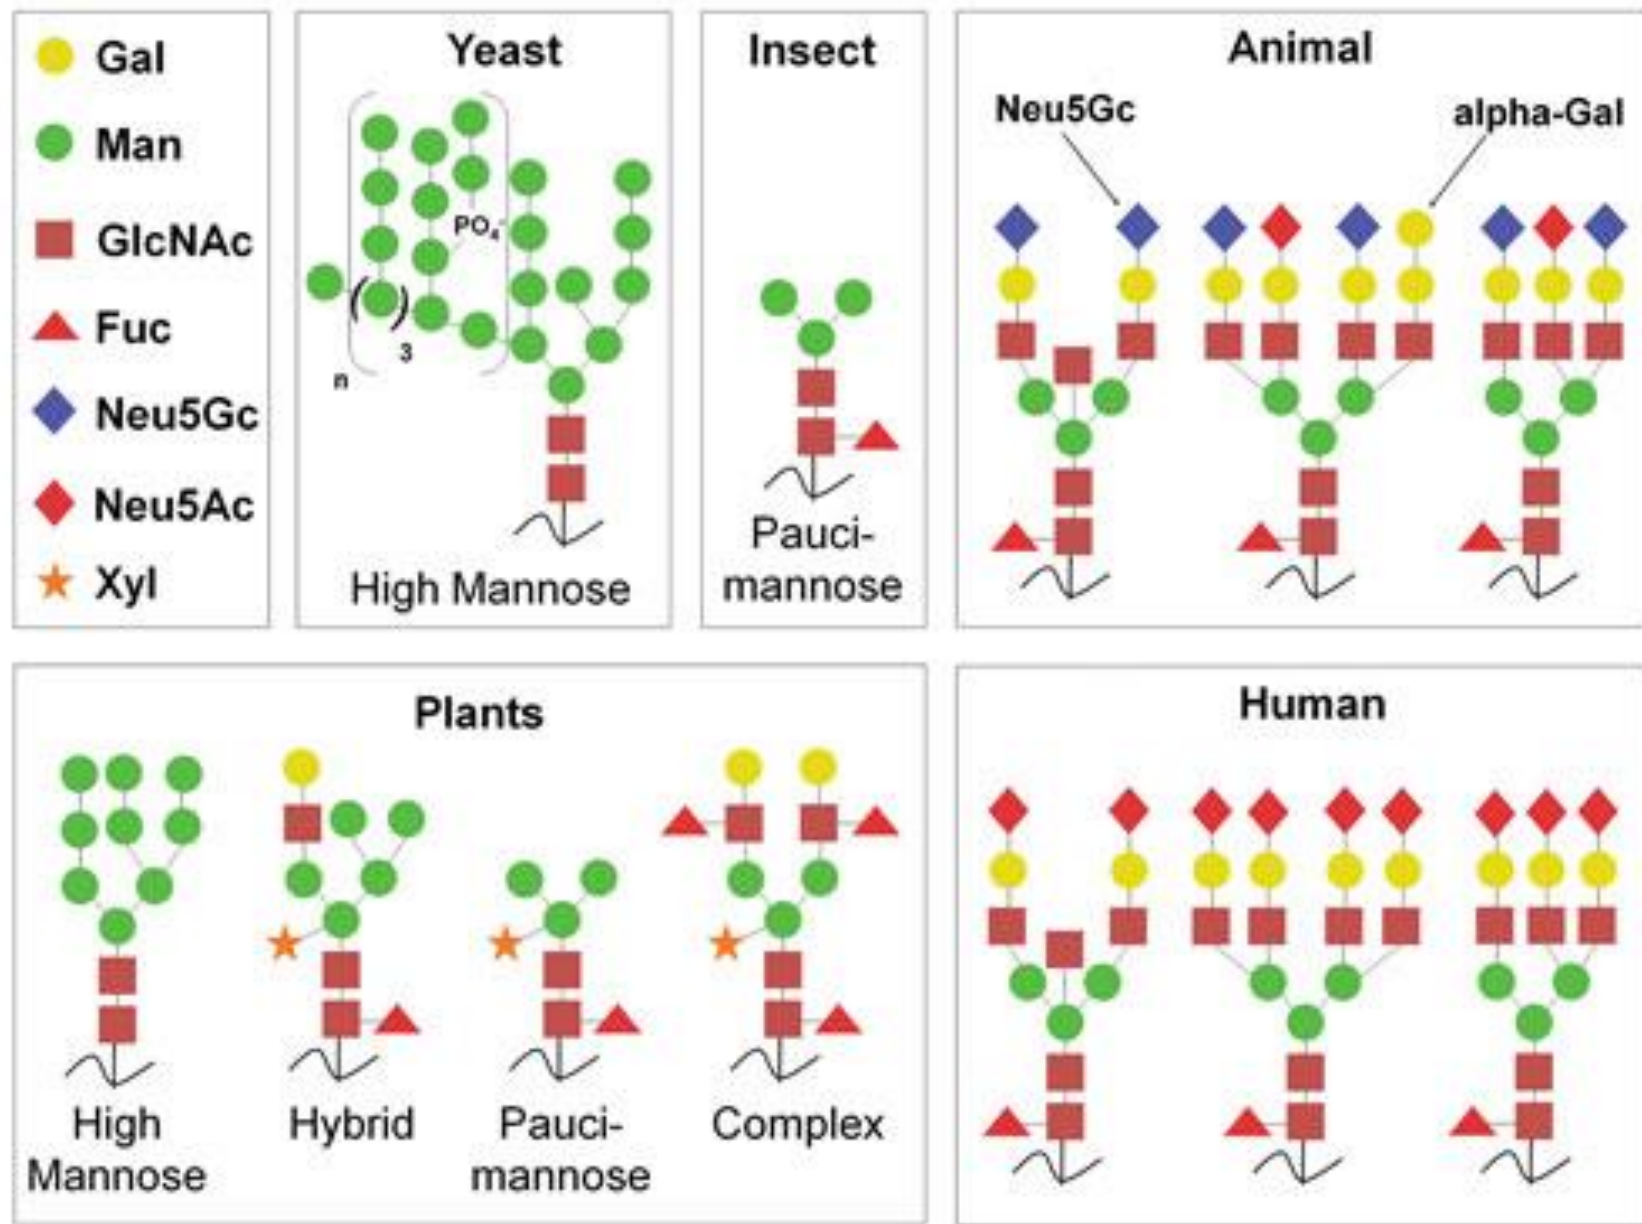 Gal
Man
GlcNAc
Fuc
Neu5Gc
Neu5Ac
Xyl
Yeast
PO4-
( )
3
n
High Mannose
Insect
Pauci-
mannose
Animal
Neu5Gc
alpha-Gal
Plants
High
Mannose
Hybrid
Pauci-
mannose
Complex
Human